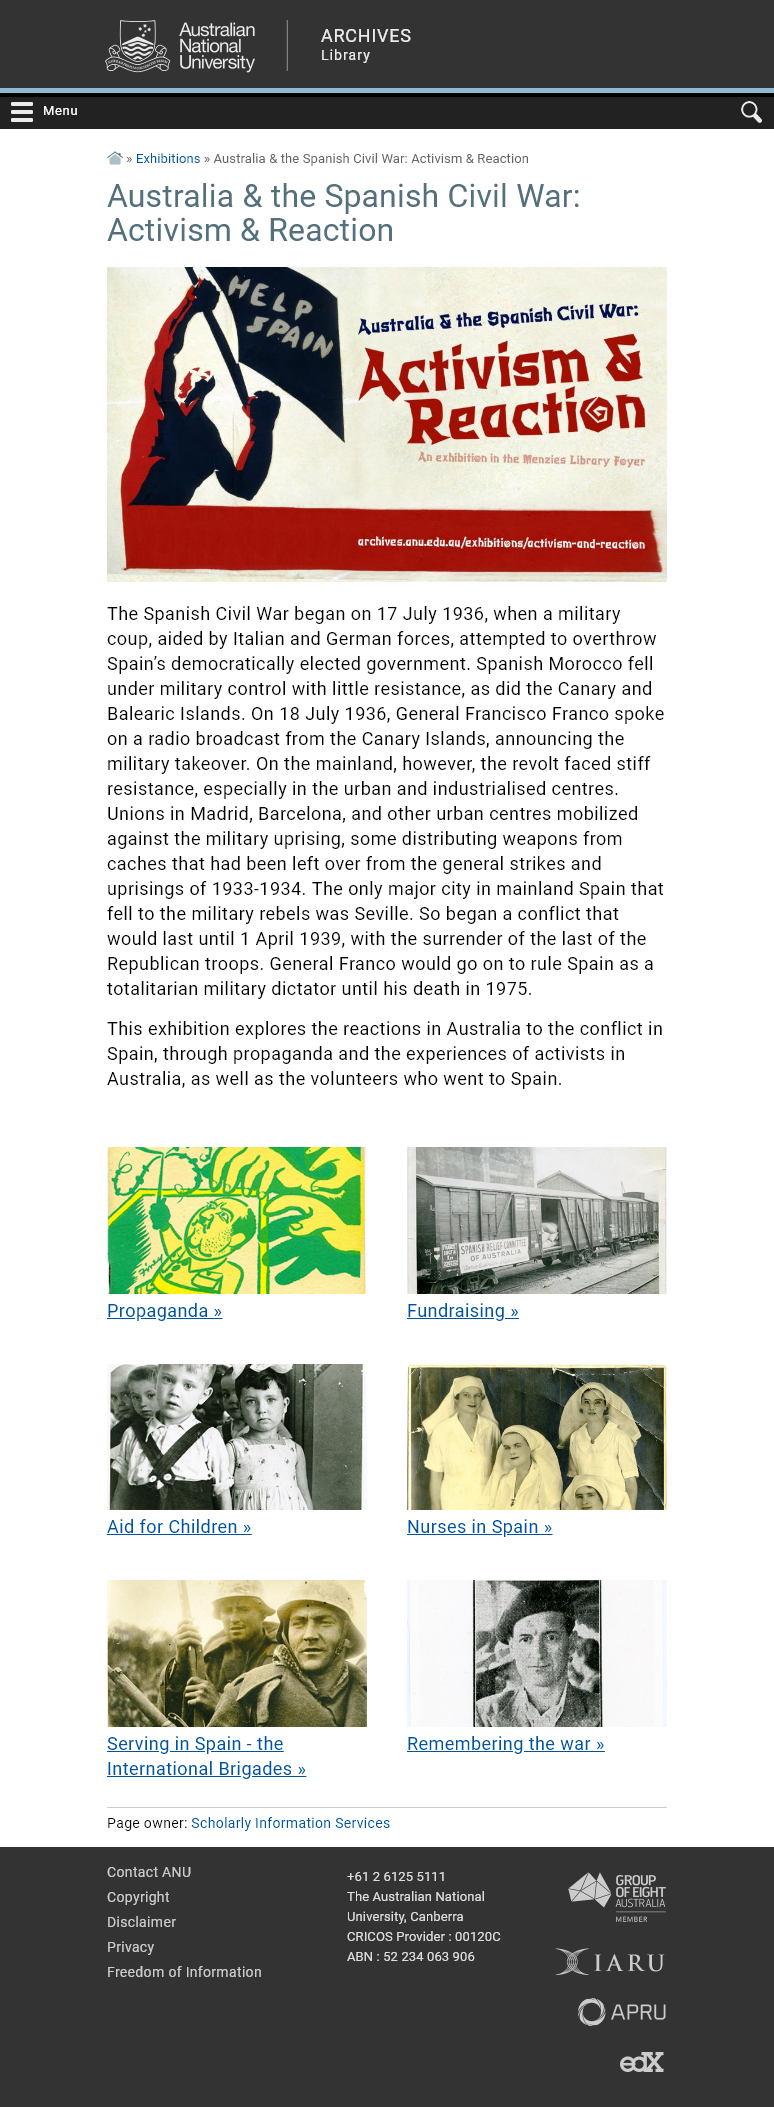 Australian
National
University
ARCHIVES
Library
Menu
» Exhibitions » Australia & the Spanish Civil War: Activism & Reaction
Australia & the Spanish Civil War:
Activism & Reaction
HELP
SPAIN
Australia & the Spanish Civil War:
Activism &
Reaction
An exhibition in the Menzies Library Foyer
archives.anu.edu.au/exhibitions/activism-and-reaction
The Spanish Civil War began on 17 July 1936, when a military
coup, aided by Italian and German forces, attempted to overthrow
Spain’s democratically elected government. Spanish Morocco fell
under military control with little resistance, as did the Canary and
Balearic Islands. On 18 July 1936, General Francisco Franco spoke
on a radio broadcast from the Canary Islands, announcing the
military takeover. On the mainland, however, the revolt faced stiff
resistance, especially in the urban and industrialised centres.
Unions in Madrid, Barcelona, and other urban centres mobilized
against the military uprising, some distributing weapons from
caches that had been left over from the general strikes and
uprisings of 1933-1934. The only major city in mainland Spain that
fell to the military rebels was Seville. So began a conflict that
would last until 1 April 1939, with the surrender of the last of the
Republican troops. General Franco would go on to rule Spain as a
totalitarian military dictator until his death in 1975.
This exhibition explores the reactions in Australia to the conflict in
Spain, through propaganda and the experiences of activists in
Australia, as well as the volunteers who went to Spain.
SPANISH RELIEF COMMITTEE
OF AUSTRALIA
Propaganda »
Fundraising »
Aid for Children »
Nurses in Spain »
Serving in Spain - the
International Brigades »
Remembering the war »
Page owner: Scholarly Information Services
Contact ANU
Copyright
Disclaimer
Privacy
Freedom of Information
+61 2 6125 5111
The Australian National
University, Canberra
CRICOS Provider : 00120C
ABN : 52 234 063 906
GROUP
OF EIGHT
AUSTRALIA
MEMBER
IARU
APRU
edX